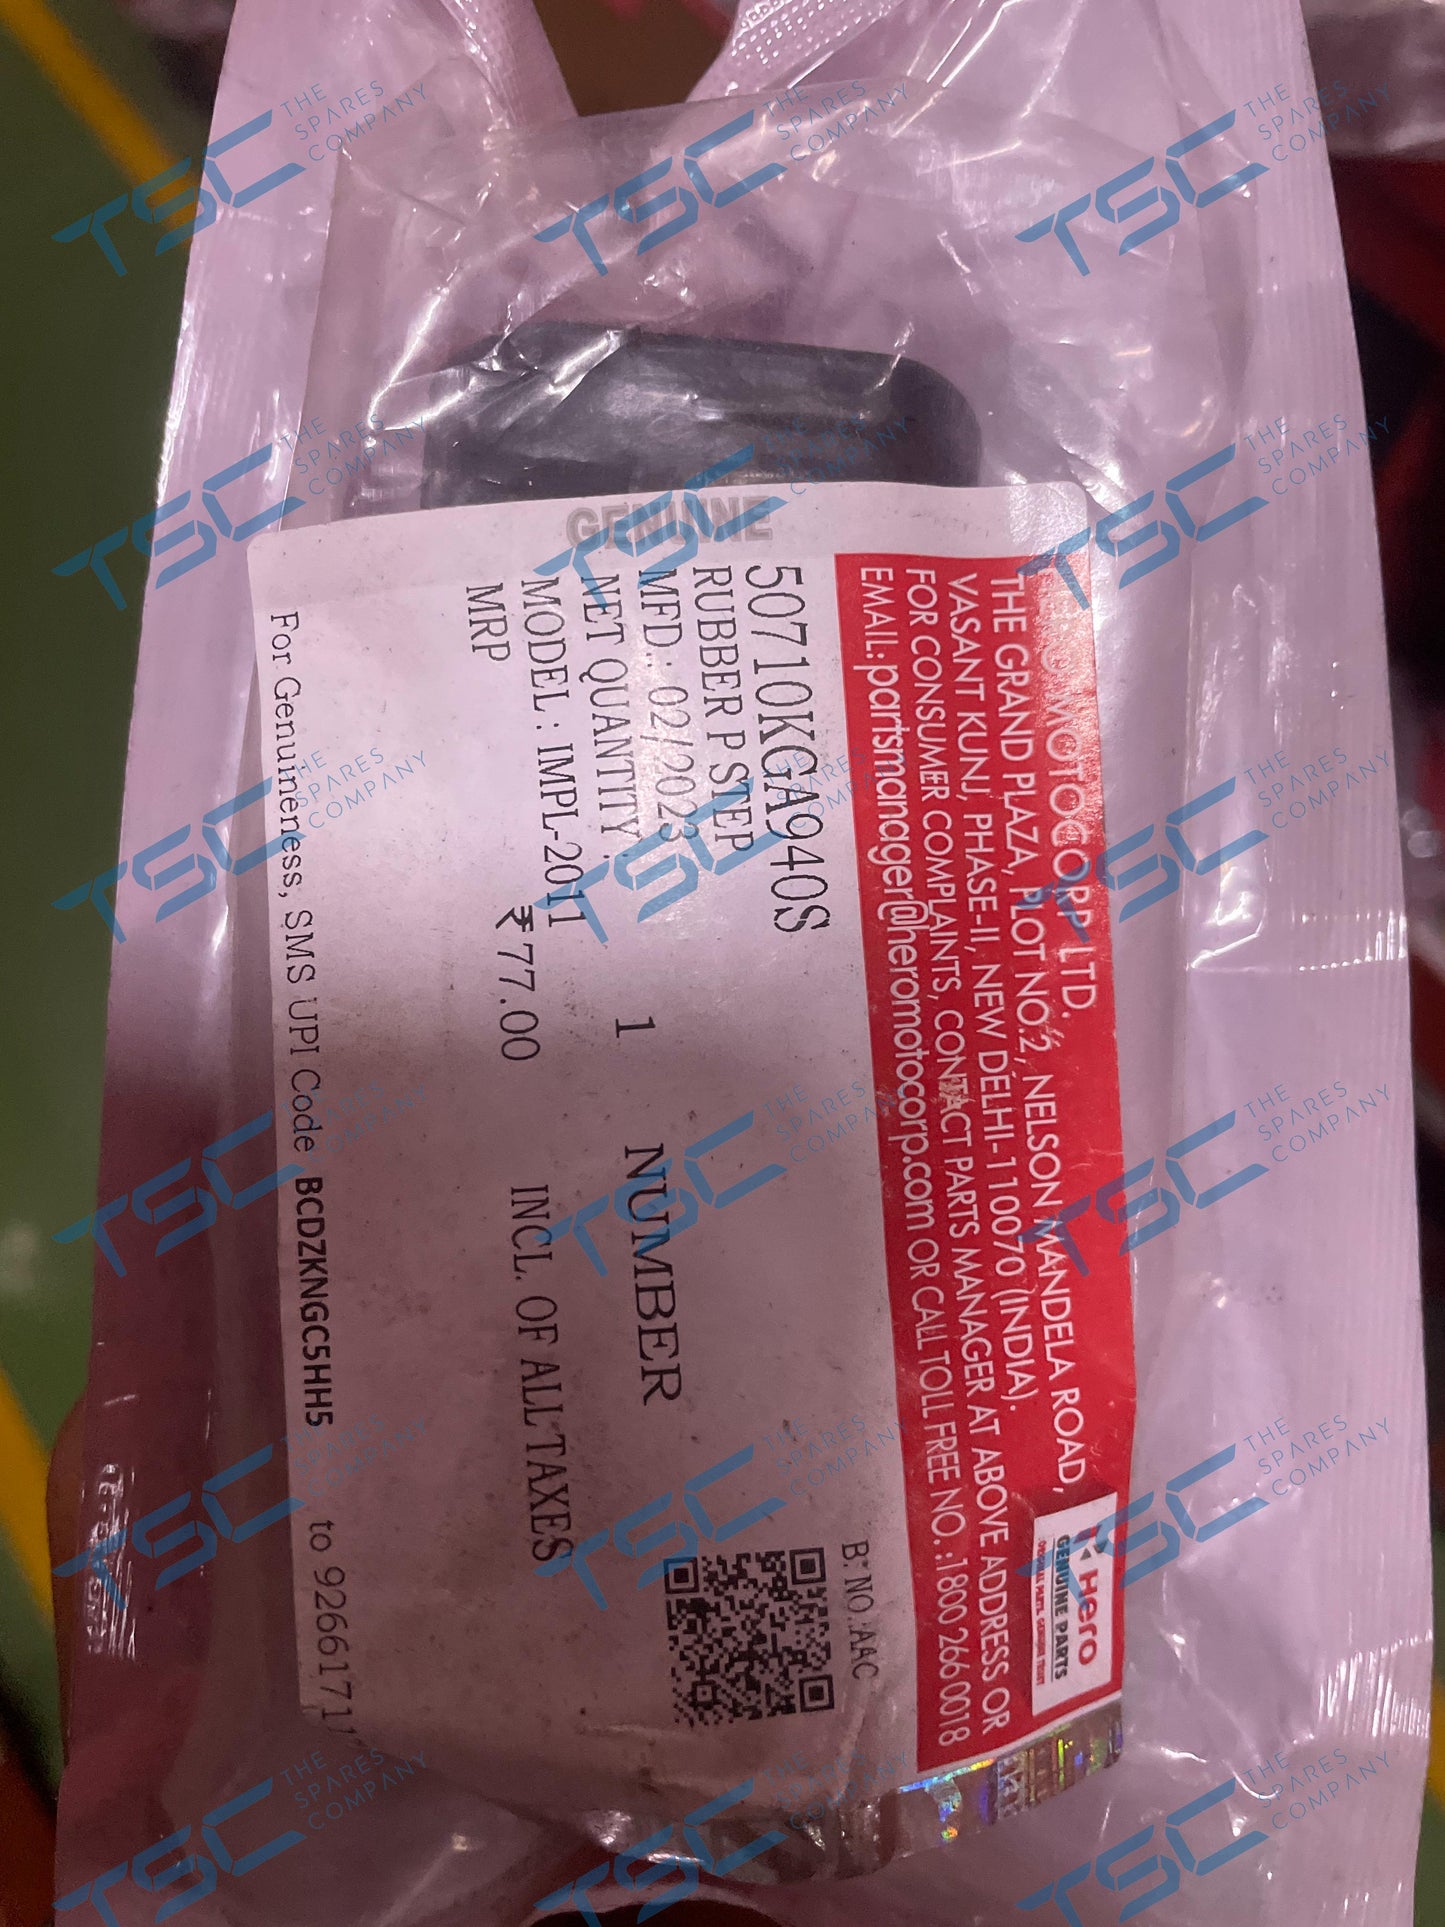 GENUINE
MOTOCORP LTD.
THE GRAND PLAZA, PLOT NO.2, NELSON MANDELA ROAD,
VASANT KUNJ, PHASE-II, NEW DELHI-110070 (INDIA).
FOR CONSUMER COMPLAINTS, CONTACT PARTS MANAGER AT ABOVE ADDRESS OR
EMAIL: partsmanager@heromotocorp.com OR CALL TOLL FREE NO.:1800 266 0018
Hero
GENUINE PARTS
50710KGA940S
B. NO. AAC
RUBBER P STEP
MFD : 02/2023
NET QUANTITY : 1 NUMBER
MODEL : IMPL-2011
MRP ₹77.00 INCL. OF ALL TAXES
For Genuineness, SMS UPI Code BCDZKNGC5HH5 to 92661711
TSC THE SPARES COMPANY